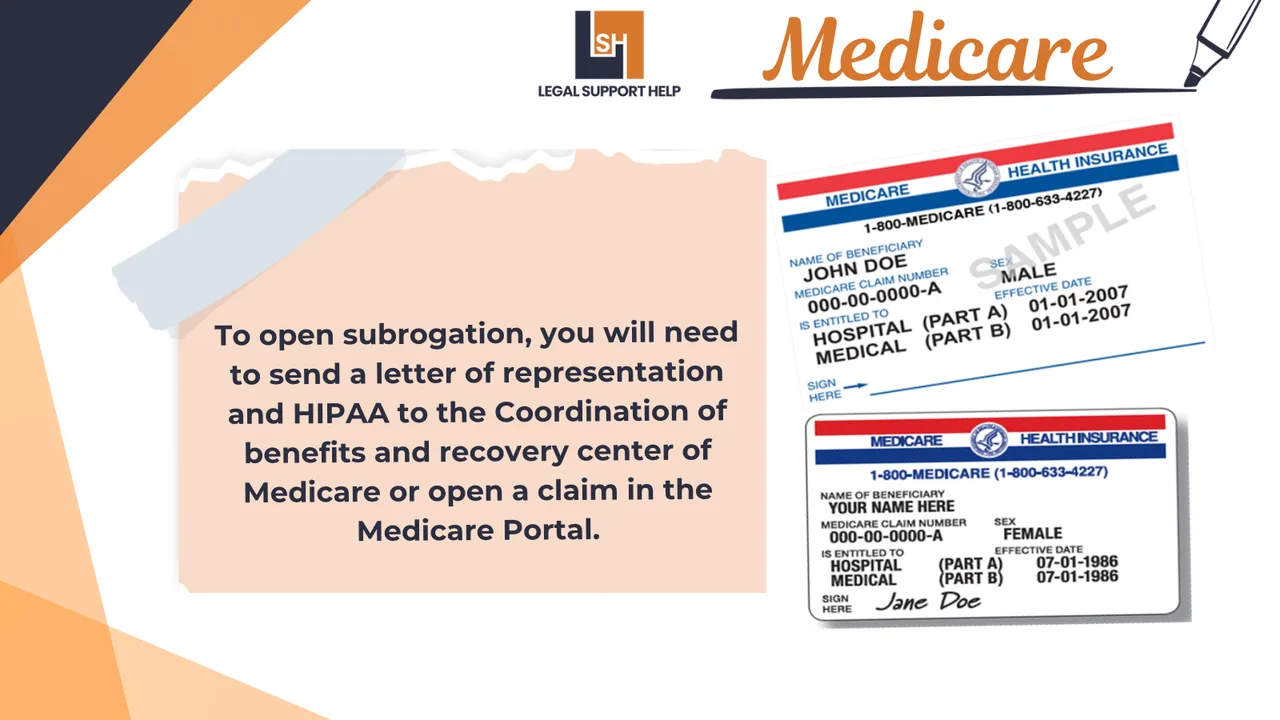 LSH
LEGAL SUPPORT HELP
Medicare
To open subrogation, you will need
to send a letter of representation
and HIPAA to the Coordination of
benefits and recovery center of
Medicare or open a claim in the
Medicare Portal.
MEDICARE HEALTH INSURANCE
1-800-MEDICARE (1-800-633-4227)
SAMPLE
NAME OF BENEFICIARY
JOHN DOE
MEDICARE CLAIM NUMBER SEX
000-00-0000-A MALE
IS ENTITLED TO EFFECTIVE DATE
HOSPITAL (PART A) 01-01-2007
MEDICAL (PART B) 01-01-2007
SIGN
HERE
MEDICARE HEALTH INSURANCE
1-800-MEDICARE (1-800-633-4227)
NAME OF BENEFICIARY
YOUR NAME HERE
MEDICARE CLAIM NUMBER SEX
000-00-0000-A FEMALE
IS ENTITLED TO EFFECTIVE DATE
HOSPITAL (PART A) 07-01-1986
MEDICAL (PART B) 07-01-1986
SIGN
HERE Jane Doe